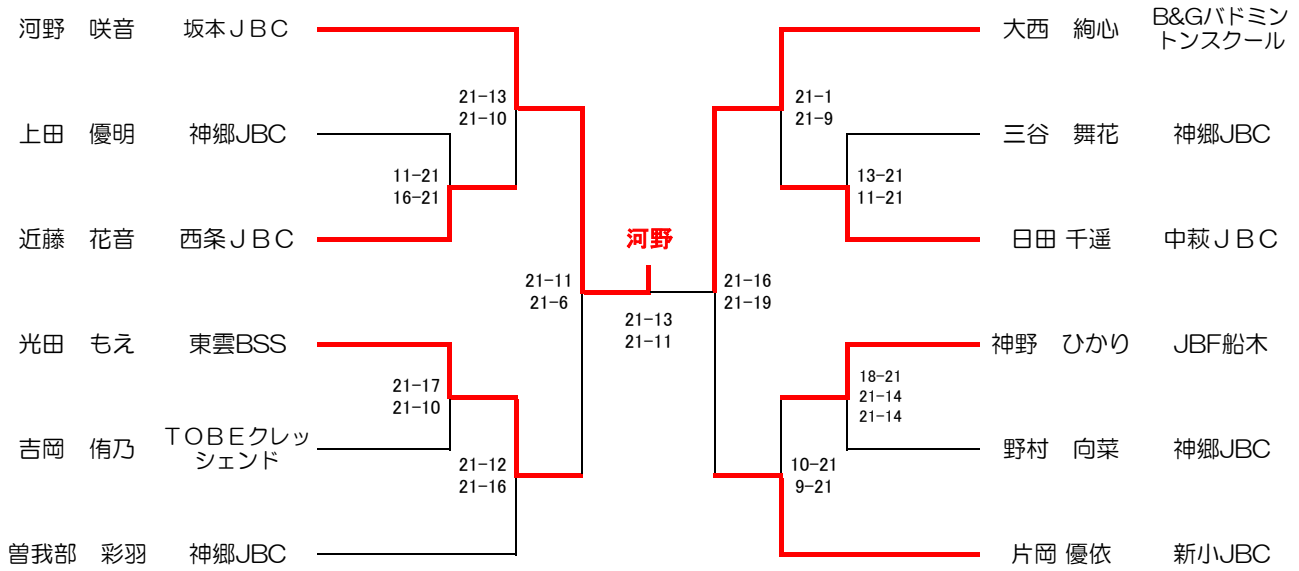 河野　咲音　坂本ＪＢＣ
上田　優明　神郷JBC
近藤　花音　西条ＪＢＣ
光田　もえ　東雲BSS
吉岡　侑乃　ＴＯＢＥクレッ
シェンド
曽我部　彩羽　神郷JBC
21-13
21-10
11-21
16-21
21-11
21-6
21-17
21-10
21-12
21-16
河野
21-13
21-11
大西　絢心　B&Gバドミン
トンスクール
三谷　舞花　神郷JBC
日田 千遥　中萩ＪＢＣ
神野　ひかり　JBF船木
野村　向菜　神郷JBC
片岡 優依　新小JBC
21-1
21-9
13-21
11-21
21-16
21-19
18-21
21-14
21-14
10-21
9-21